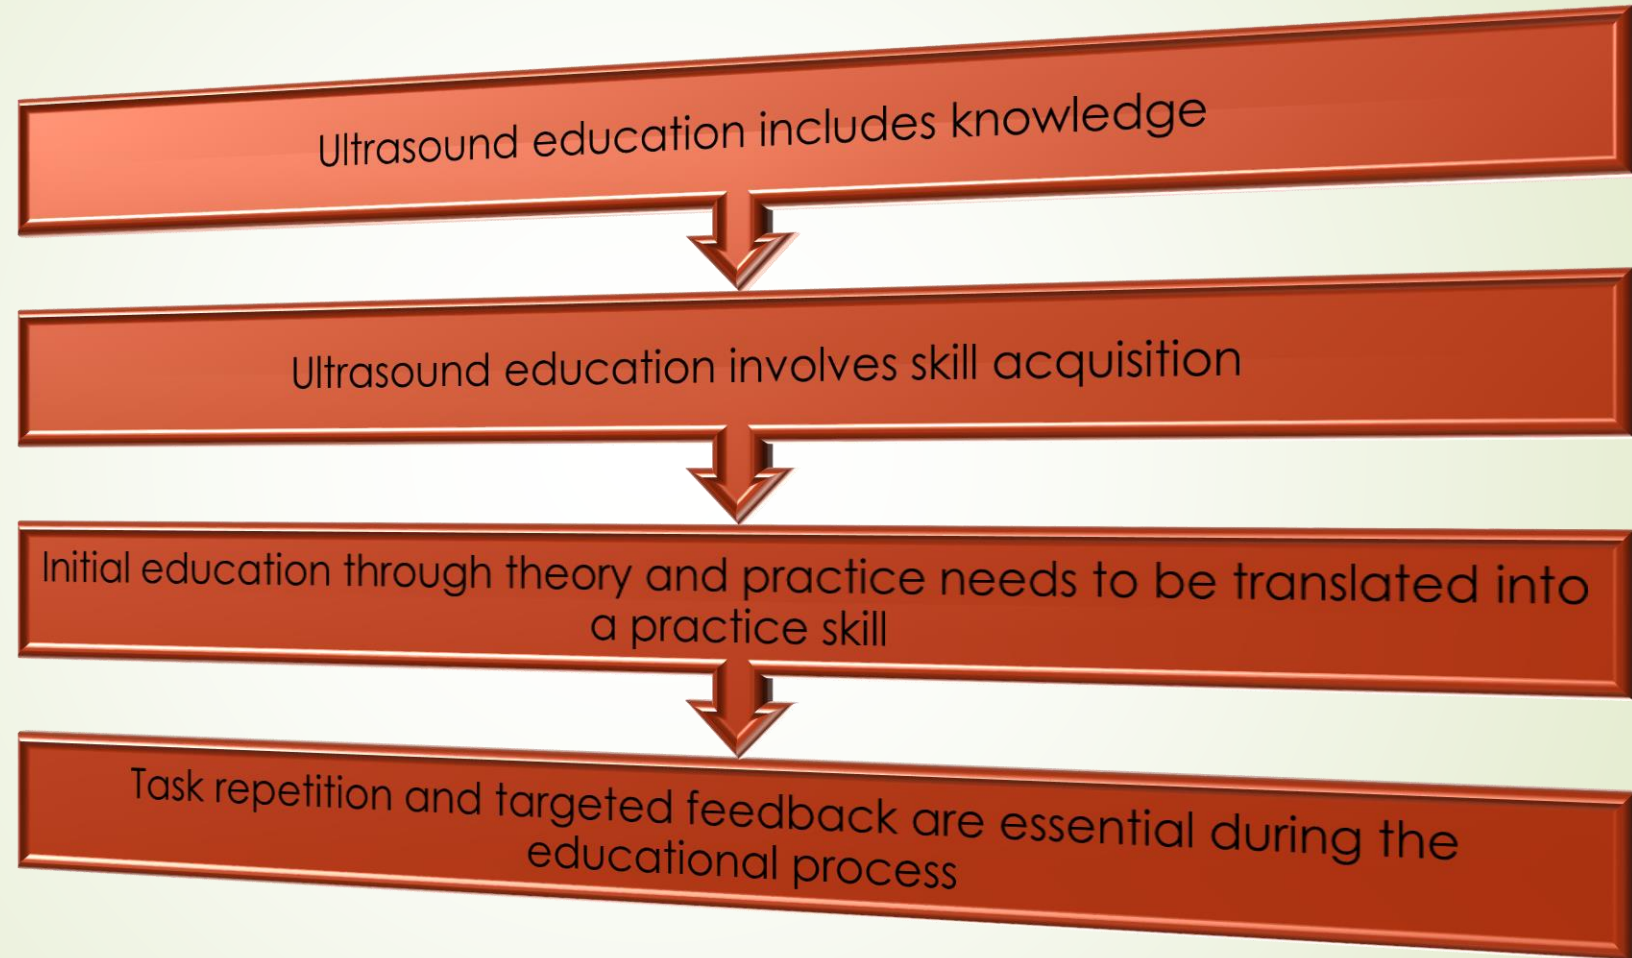 Ultrasound education includes knowledge
Ultrasound education involves skill acquisition
Initial education through theory and practice needs to be translated into
a practice skill
Task repetition and targeted feedback are essential during the
educational process